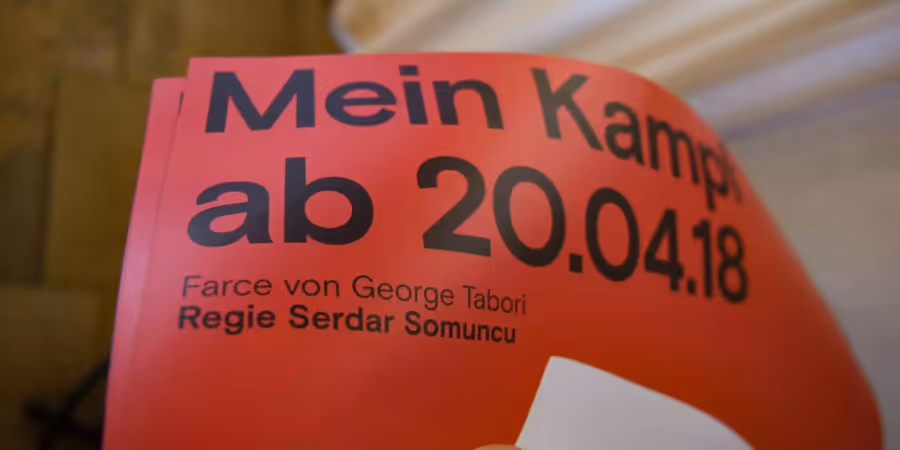 Mein Kampf
ab 20.04.18
Farce von George Tabori
Regie Serdar Somuncu